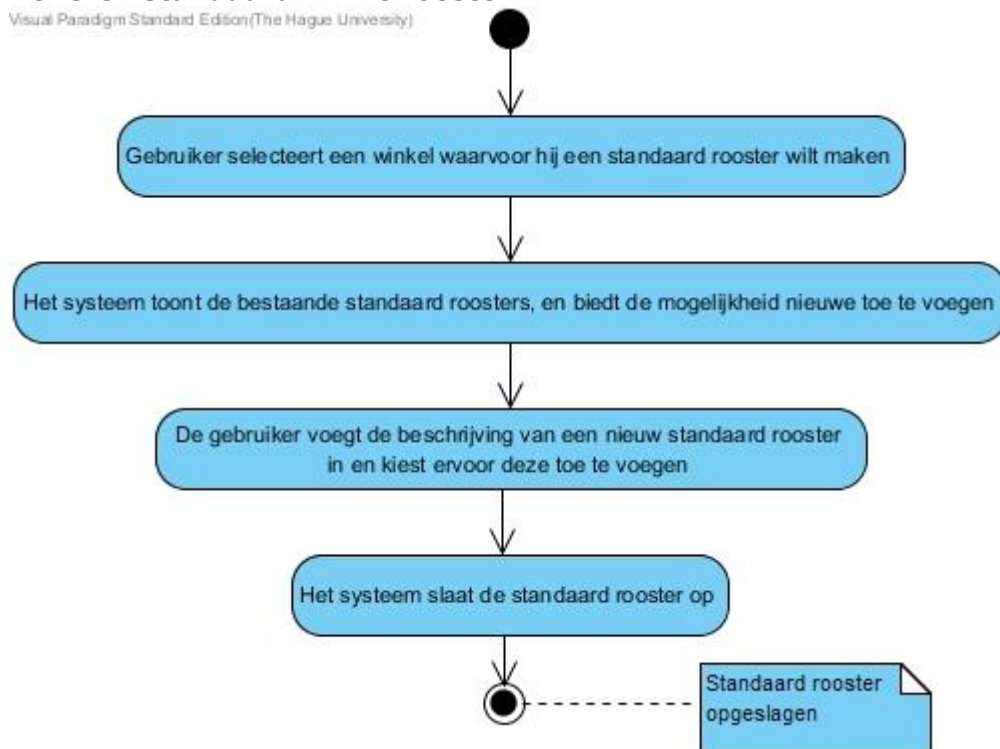 Visual Paradigm Standard Edition(The Hague University)
Gebruiker selecteert een winkel waarvoor hij een standaard rooster wilt maken
Het systeem toont de bestaande standaard roosters, en biedt de mogelijkheid nieuwe toe te voegen
De gebruiker voegt de beschrijving van een nieuw standaard rooster
in en kiest ervoor deze toe te voegen
Het systeem slaat de standaard rooster op
Standaard rooster
opgeslagen